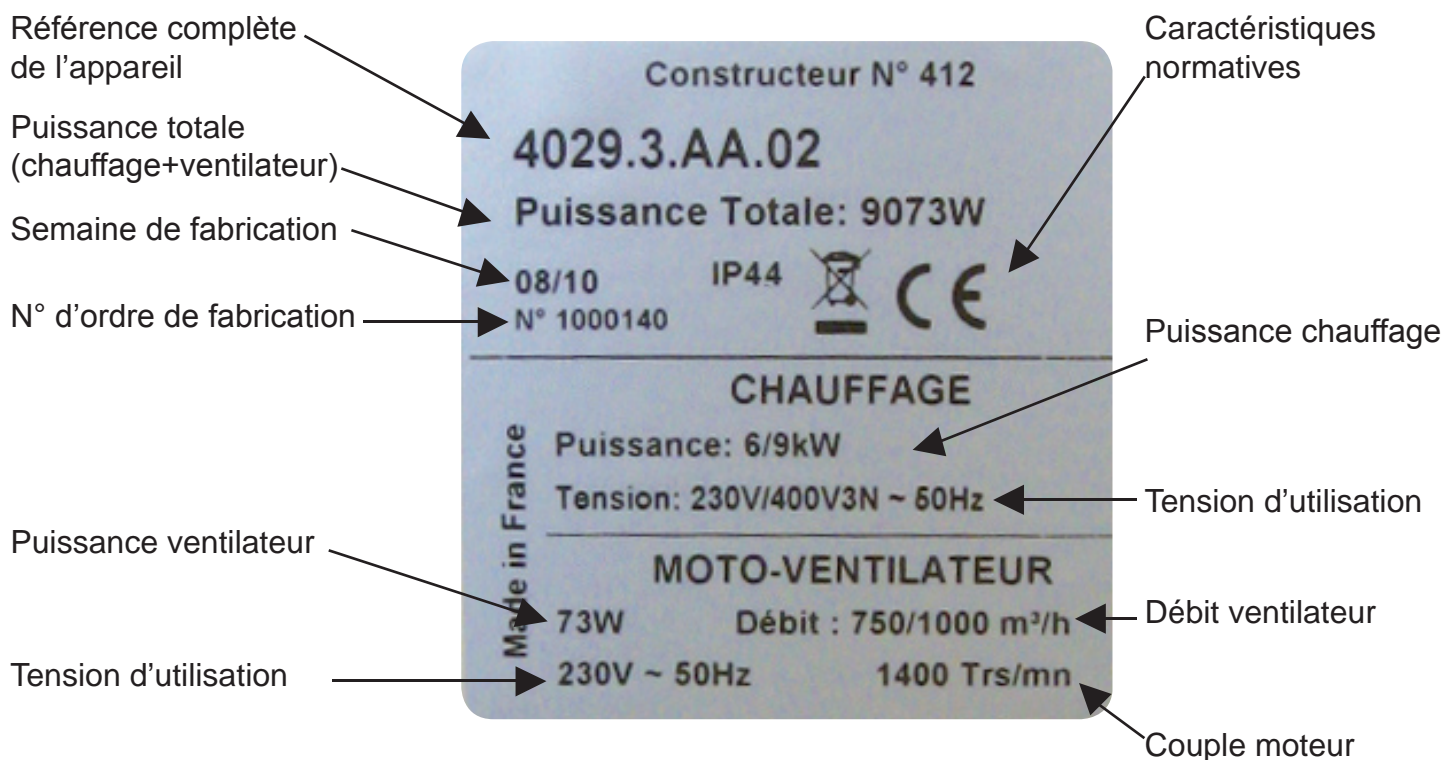 Référence complète
de l’appareil
Puissance totale
(chauffage+ventilateur)
Semaine de fabrication
N° d’ordre de fabrication
Puissance ventilateur
Tension d’utilisation
Constructeur N° 412
4029.3.AA.02
Puissance Totale: 9073W
08/10 IP44 CE
N° 1000140
CHAUFFAGE
Puissance: 6/9kW
Tension: 230V/400V3N ~ 50Hz
Made in France
MOTO-VENTILATEUR
73W Débit : 750/1000 m³/h
230V ~ 50Hz 1400 Trs/mn
Caractéristiques
normatives
Puissance chauffage
Tension d’utilisation
Débit ventilateur
Couple moteur